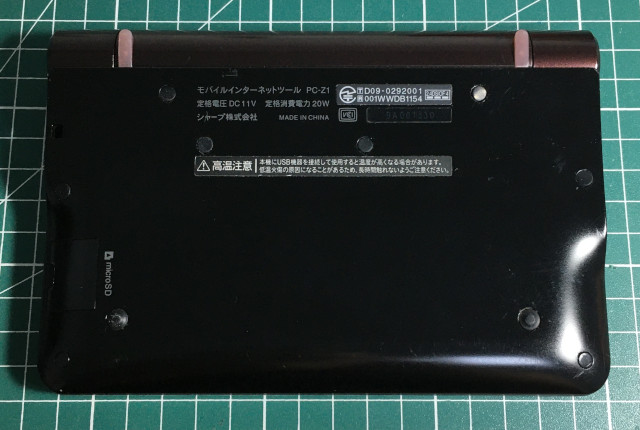 モバイルインターネットツール PC-Z1
D09-0292001
定格電圧 DC 11V 定格消費電力 20W
001WWDB1154
シャープ株式会社 MADE IN CHINA
VCCI
高温注意
本機にUSB機器を接続して使用すると温度が高くなる場合があります。
低温火傷の原因になることがあるため、長時間触れないようご注意ください。
microSD